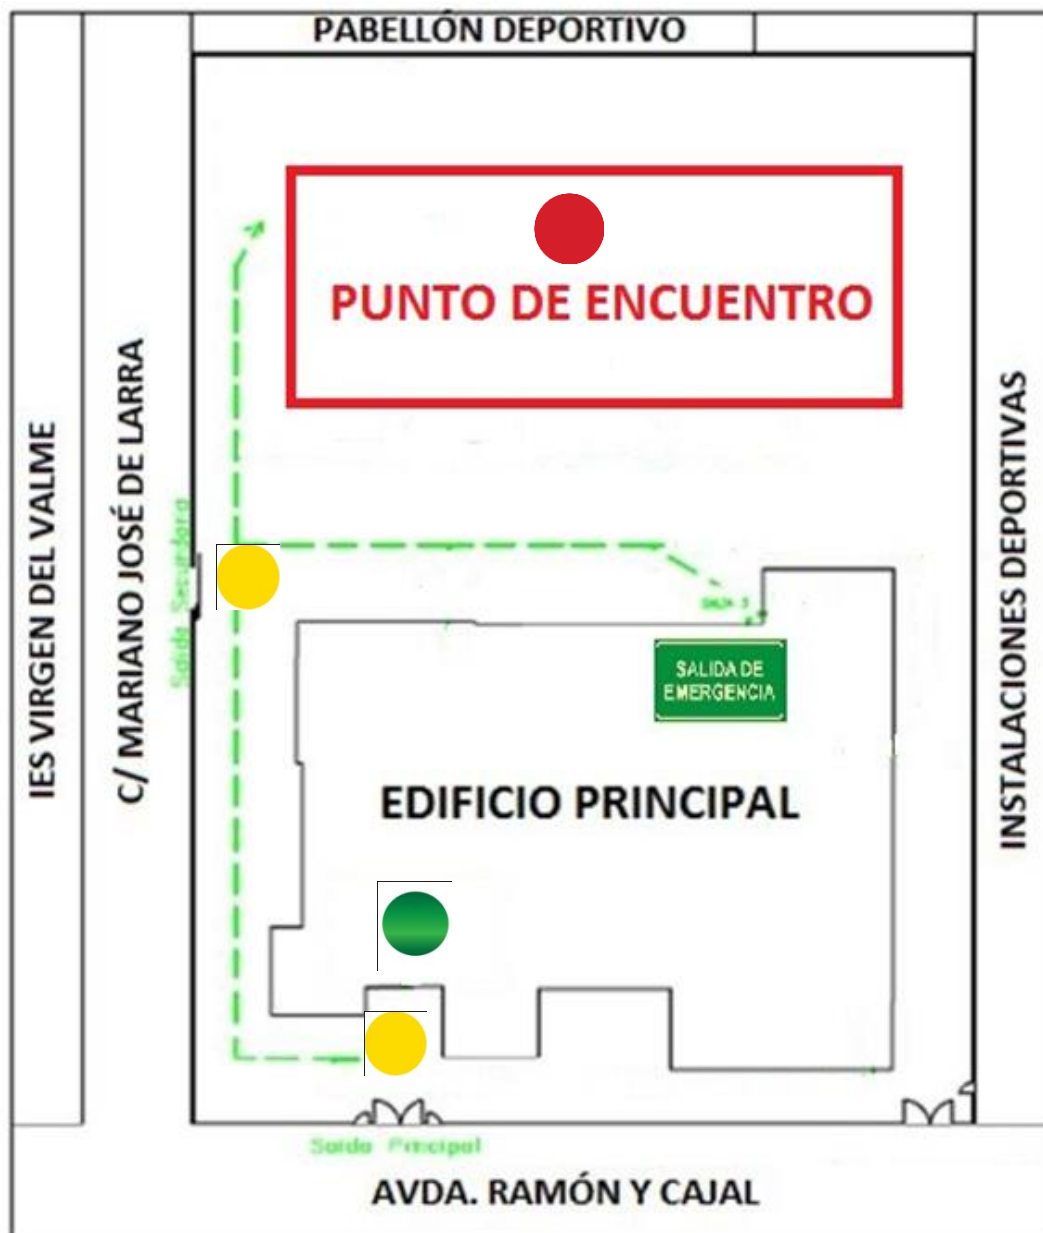 PABELLÓN DEPORTIVO
PUNTO DE ENCUENTRO
IES VIRGEN DEL VALME
C/ MARIANO JOSÉ DE LARRA
Salida Secundaria
INSTALACIONES DEPORTIVAS
SALIDA DE
EMERGENCIA
EDIFICIO PRINCIPAL
Salida Principal
AVDA. RAMÓN Y CAJAL